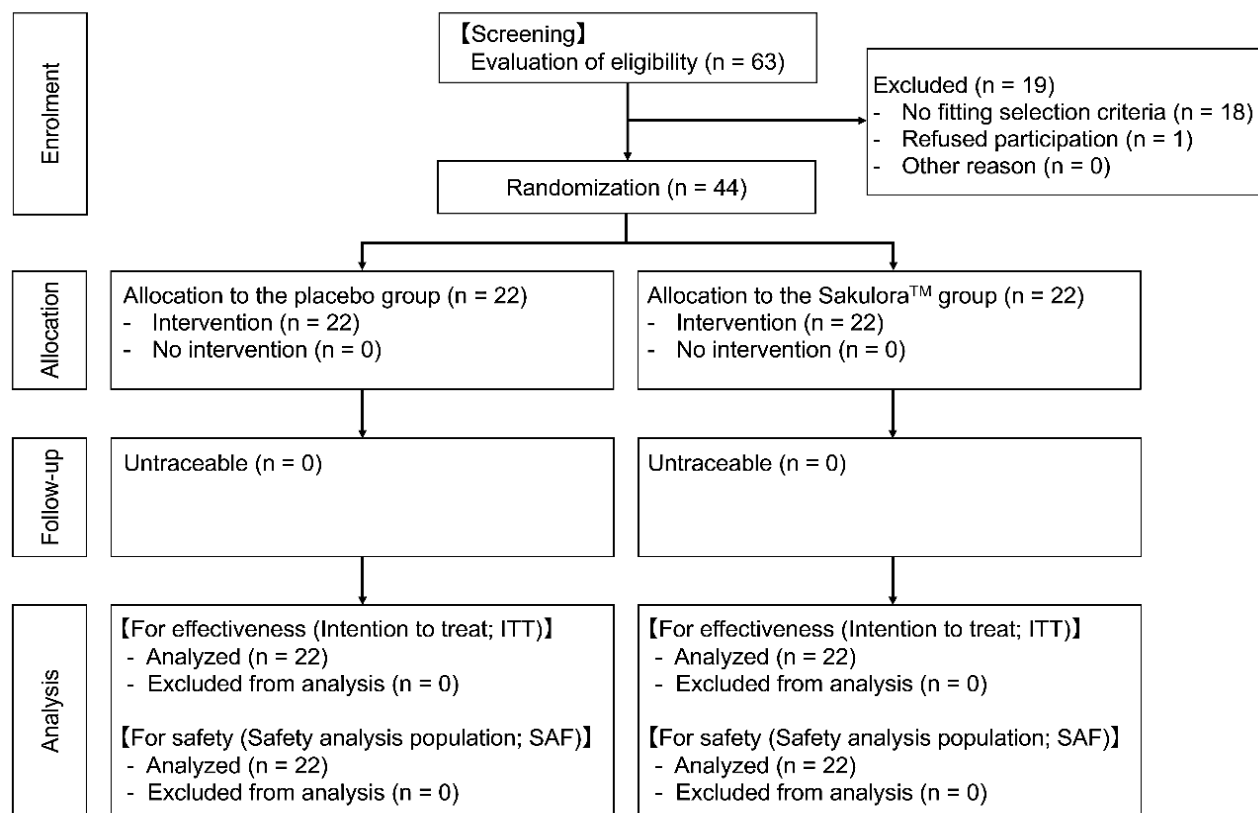 Enrolment
【Screening】
Evaluation of eligibility (n = 63)
Excluded (n = 19)
- No fitting selection criteria (n = 18)
- Refused participation (n = 1)
- Other reason (n = 0)
Randomization (n = 44)
Allocation
Allocation to the placebo group (n = 22)
- Intervention (n = 22)
- No intervention (n = 0)
Allocation to the Sakulora™ group (n = 22)
- Intervention (n = 22)
- No intervention (n = 0)
Follow-up
Untraceable (n = 0)
Untraceable (n = 0)
Analysis
【For effectiveness (Intention to treat; ITT)】
- Analyzed (n = 22)
- Excluded from analysis (n = 0)
【For safety (Safety analysis population; SAF)】
- Analyzed (n = 22)
- Excluded from analysis (n = 0)
【For effectiveness (Intention to treat; ITT)】
- Analyzed (n = 22)
- Excluded from analysis (n = 0)
【For safety (Safety analysis population; SAF)】
- Analyzed (n = 22)
- Excluded from analysis (n = 0)